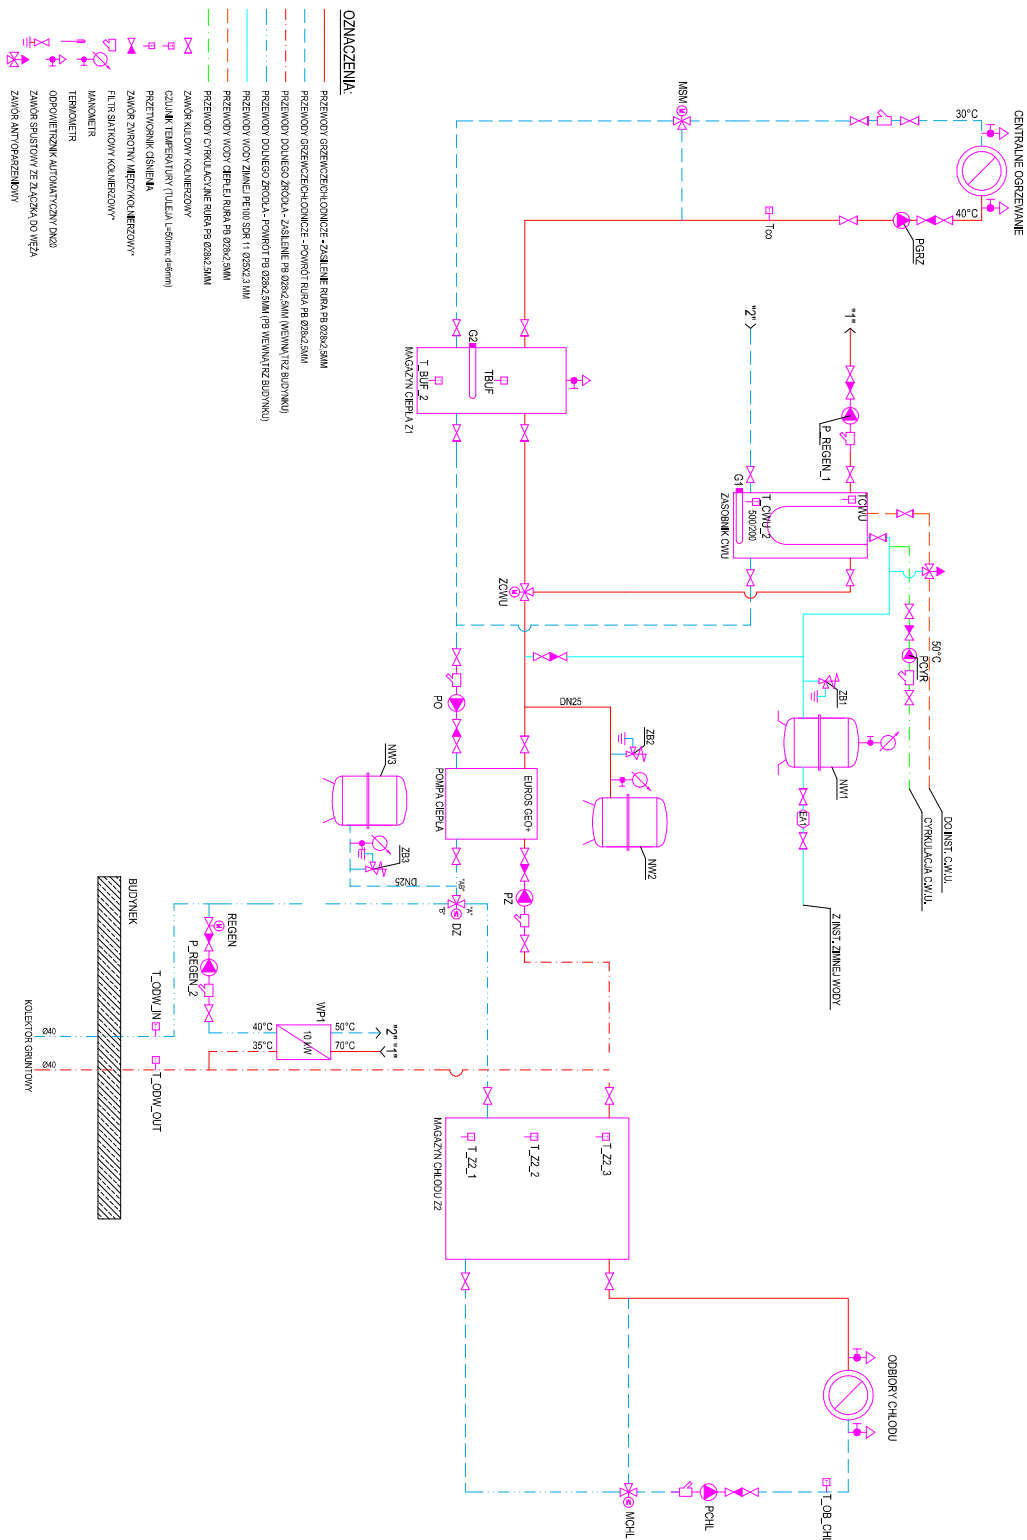 OZNACZENIA:
PRZEWODY GRZEWCZE/CHŁODNICZE - ZASILENIE RURA PB Ø28x2,5MM
PRZEWODY GRZEWCZE/CHŁODNICZE - POWRÓT RURA PB Ø28x2,5MM
PRZEWODY DOLNEGO ŹRÓDŁA - ZASILENIE PB Ø28x2,5MM (WEWNĄTRZ BUDYNKU)
PRZEWODY DOLNEGO ŹRÓDŁA - POWRÓT PB Ø28x2,5MM (PB WEWNĄTRZ BUDYNKU)
PRZEWODY WODY ZIMNEJ PE100 SDR 11 Ø25X2,3 MM
PRZEWODY WODY CIEPŁEJ RURA PB Ø28x2,5MM
PRZEWODY CYRKULACYJNE RURA PB Ø28x2,5MM
ZAWÓR KULOWY KOŁNIERZOWY
CZUJNIK TEMPERATURY (TULEJA L=50mm; d=6mm)
PRZETWORNIK CIŚNIENIA
ZAWÓR ZWROTNY MIĘDZYKOŁNIERZOWY*
FILTR SIATKOWY KOŁNIERZOWY*
MANOMETR
TERMOMETR
ODPOWIETRZNIK AUTOMATYCZNY DN20
ZAWÓR SPUSTOWY ZE ZŁĄCZKĄ DO WĘŻA
ZAWÓR ANTYOPARZENIOWY
CENTRALNE OGRZEWANIE
30°C
40°C
MSM
M
Tco
PGRZ
"2"
"1"
G2
T_BUF_2
TBUF
MAGAZYN CIEPŁA Z1
P_REGEN_1
G1
T_CWU_2
500/200
TCWU
ZASOBNIK CWU
ZCWU
M
50°C
PCYR
ZB1
NW1
EA1
DO INST. C.W.U.
CYRKULACJA C.W.U.
Z INST. ZIMNEJ WODY
PO
DN25
ZB2
NW2
NW3
POMPA CIEPŁA
EUROS GEO+
ZB3
DN25
"AB"
"B"
"A"
M
DZ
PZ
BUDYNEK
REGEN
M
P_REGEN_2
T_ODW_IN
T_ODW_OUT
KOLEKTOR GRUNTOWY
Ø40
Ø40
WP1
40°C
50°C
10 KW
35°C
70°C
"2"
"1"
T_Z2_1
T_Z2_2
T_Z2_3
MAGAZYN CHŁODU Z2
ODBIORY CHŁODU
M
MCHŁ
PCHŁ